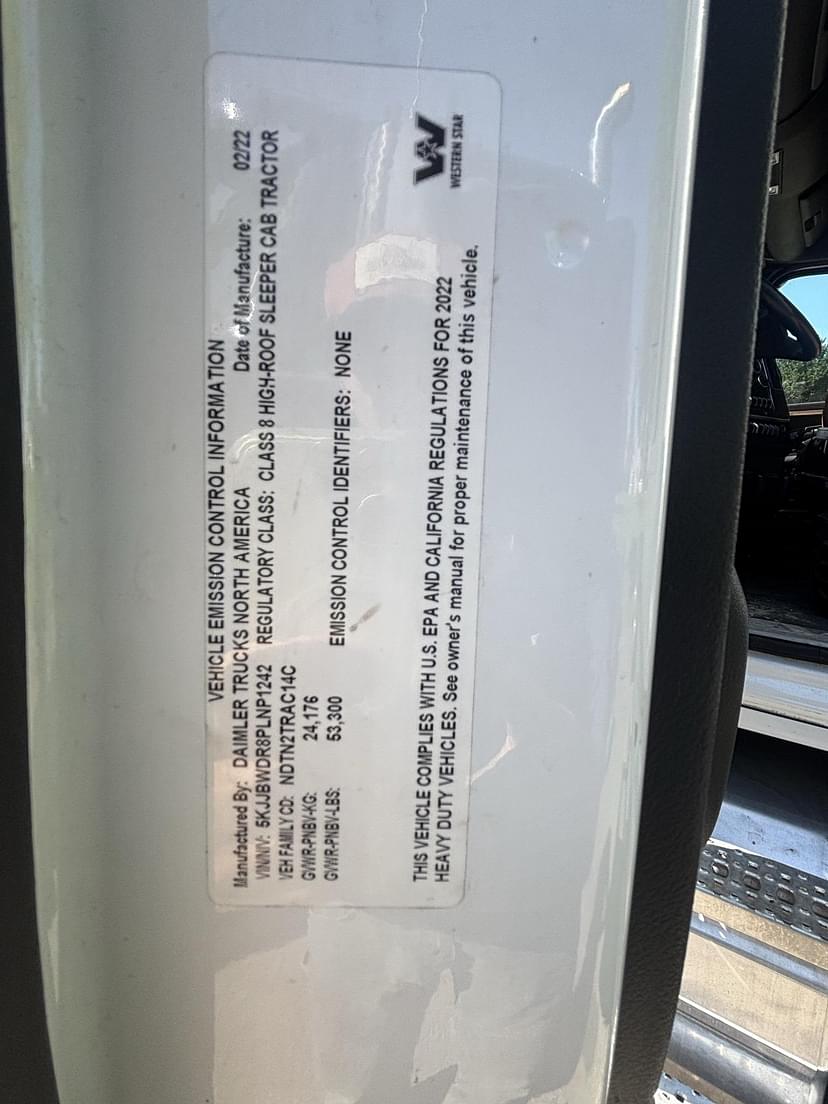 VEHICLE EMISSION CONTROL INFORMATION
Manufactured By: DAIMLER TRUCKS NORTH AMERICA Date of Manufacture: 02/22
VIN/NIV: 5KJJBWDR8PLNP1242 REGULATORY CLASS: CLASS 8 HIGH-ROOF SLEEPER CAB TRACTOR
VEH FAMILY CD: NDTN2TRAC14C
GVWR-PNBV-KG: 24,176
GVWR-PNBV-LBS: 53,300 EMISSION CONTROL IDENTIFIERS: NONE
THIS VEHICLE COMPLIES WITH U.S. EPA AND CALIFORNIA REGULATIONS FOR 2022
HEAVY DUTY VEHICLES. See owner's manual for proper maintenance of this vehicle.
WESTERN STAR